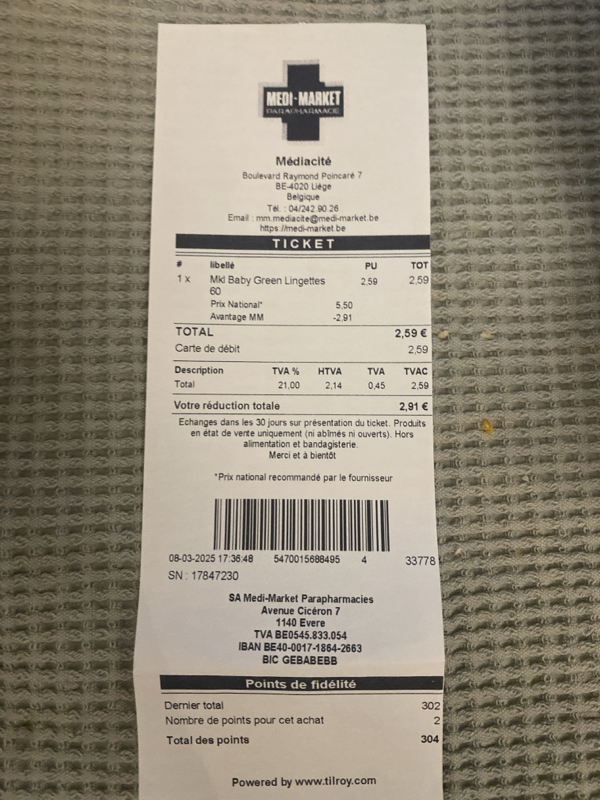 MEDI-MARKET
PARAPHARMACIE
Médiacité
Boulevard Raymond Poincaré 7
BE-4020 Liège
Belgique
Tél. : 04/242 90 26
Email : mm.mediacite@medi-market.be
https://medi-market.be
TICKET
# libellé PU TOT
1 x Mkl Baby Green Lingettes 2,59 2,59
60
Prix National* 5,50
Avantage MM -2,91
TOTAL 2,59 €
Carte de débit 2,59
Description TVA % HTVA TVA TVAC
Total 21,00 2,14 0,45 2,59
Votre réduction totale 2,91 €
Echanges dans les 30 jours sur présentation du ticket. Produits
en état de vente uniquement (ni abîmés ni ouverts). Hors
alimentation et bandagisterie.
Merci et à bientôt
*Prix national recommandé par le fournisseur
08-03-2025 17:36:48 5470015688495 4 33778
SN : 17847230
SA Medi-Market Parapharmacies
Avenue Cicéron 7
1140 Evere
TVA BE0545.833.054
IBAN BE40-0017-1864-2663
BIC GEBABEBB
Points de fidélité
Dernier total 302
Nombre de points pour cet achat 2
Total des points 304
Powered by www.tilroy.com